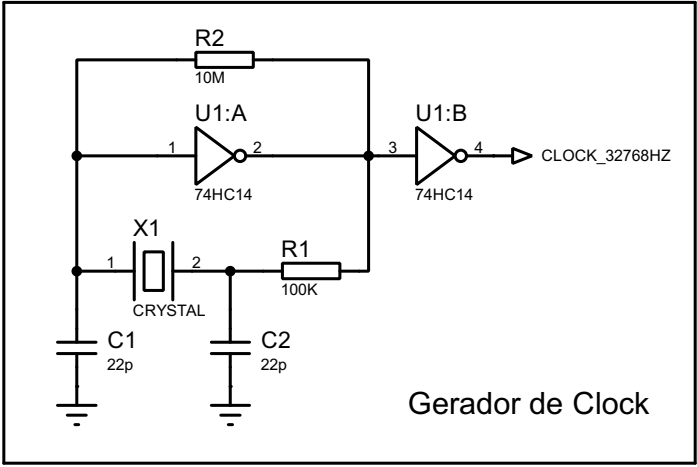 R2
10M
U1:A
1
2
74HC14
U1:B
3
4
74HC14
CLOCK_32768HZ
X1
1
2
CRYSTAL
R1
100K
C1
22p
C2
22p
Gerador de Clock